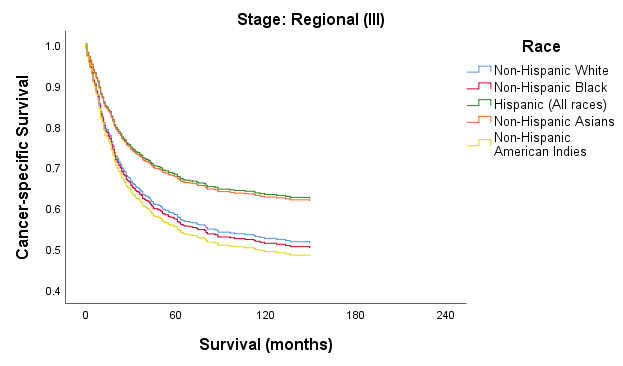 Stage: Regional (III)
Race
Non-Hispanic White
Non-Hispanic Black
Hispanic (All races)
Non-Hispanic Asians
Non-Hispanic
American Indies
Cancer-specific Survival
1.0
0.9
0.8
0.7
0.6
0.5
0.4
0 60 120 180 240
Survival (months)